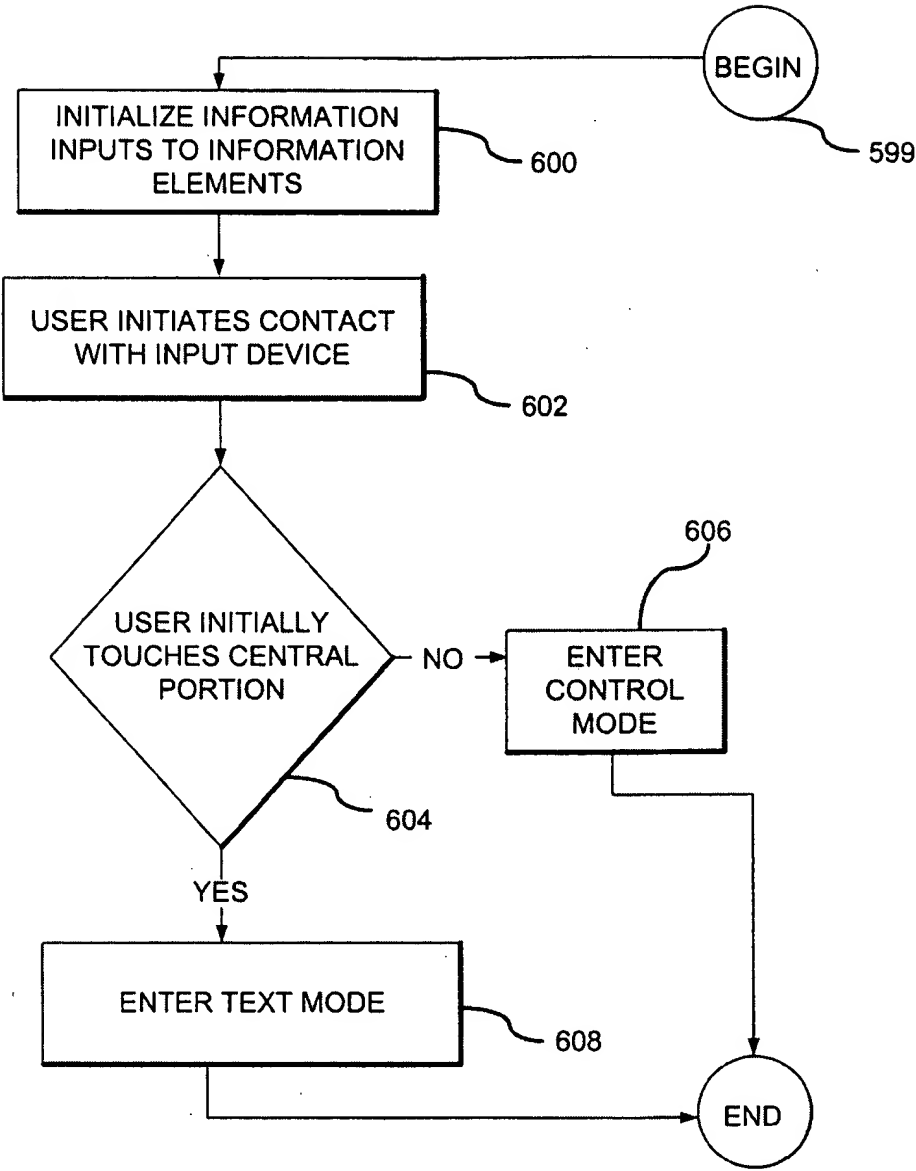 BEGIN
599
INITIALIZE INFORMATION
INPUTS TO INFORMATION
ELEMENTS
600
USER INITIATES CONTACT
WITH INPUT DEVICE
602
USER INITIALLY
TOUCHES CENTRAL
PORTION
604
NO
606
ENTER
CONTROL
MODE
YES
ENTER TEXT MODE
608
END